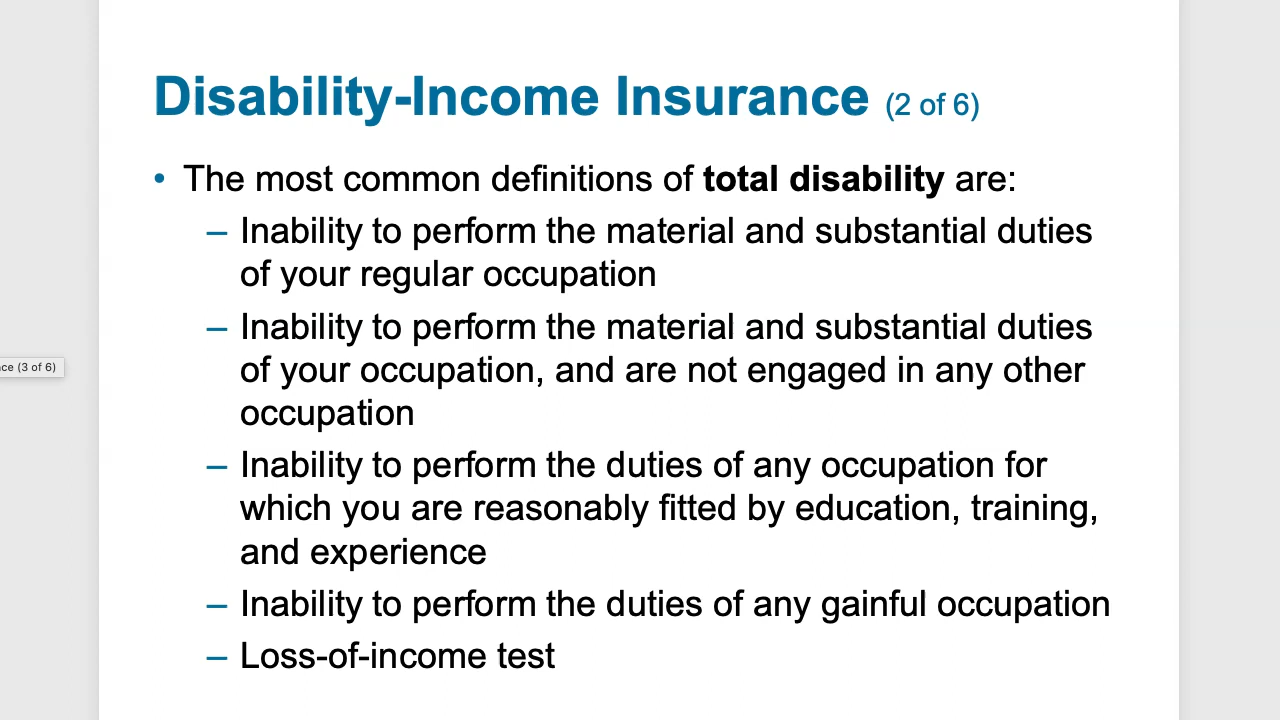 Disability-Income Insurance (2 of 6)
• The most common definitions of total disability are:
– Inability to perform the material and substantial duties
of your regular occupation
– Inability to perform the material and substantial duties
of your occupation, and are not engaged in any other
occupation
ce (3 of 6)
– Inability to perform the duties of any occupation for
which you are reasonably fitted by education, training,
and experience
– Inability to perform the duties of any gainful occupation
– Loss-of-income test